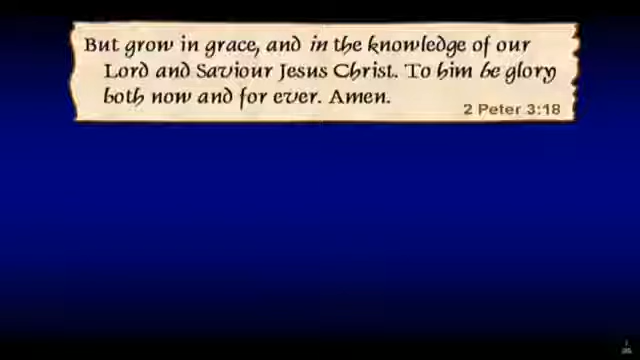 But grow in grace, and in the knowledge of our
Lord and Saviour Jesus Christ. To him be glory
both now and for ever. Amen.
2 Peter 3:18